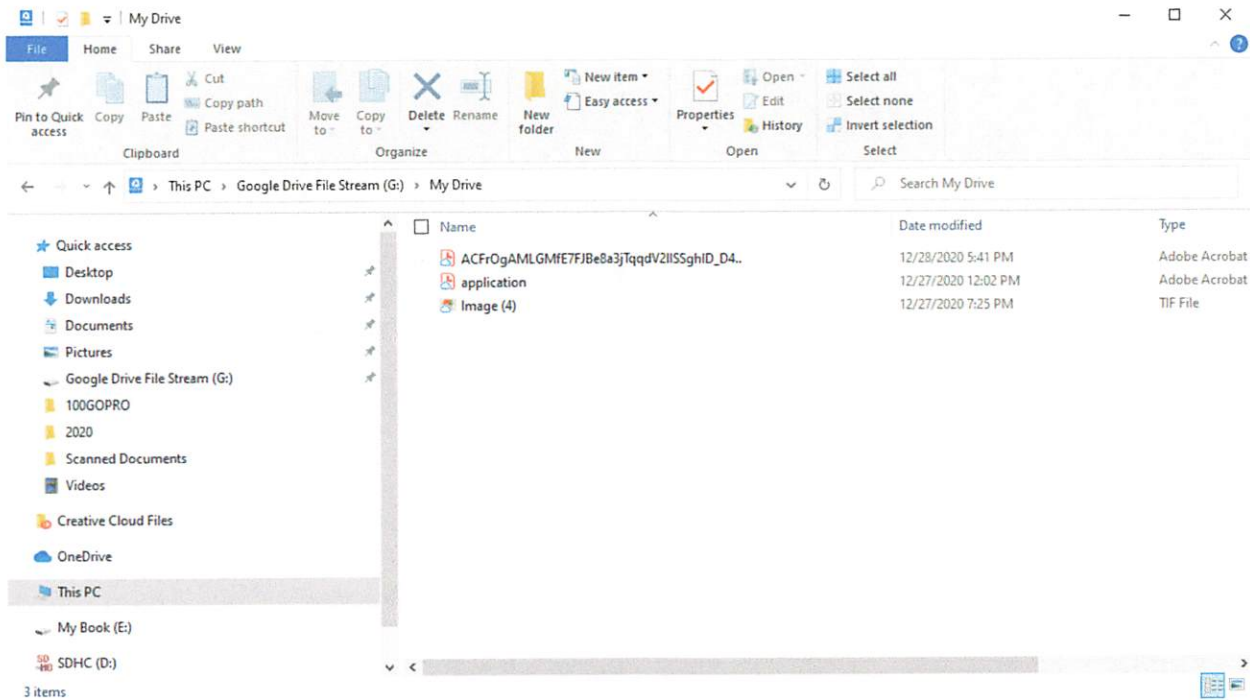 My Drive
File Home Share View
Pin to Quick access
Copy
Paste
Cut
Copy path
Paste shortcut
Clipboard
Move to
Copy to
Delete
Rename
Organize
New folder
New item
Easy access
New
Properties
Open
Edit
History
Open
Select all
Select none
Invert selection
Select
This PC > Google Drive File Stream (G:) > My Drive
Search My Drive
Quick access
Desktop
Downloads
Documents
Pictures
Google Drive File Stream (G:)
100GOPRO
2020
Scanned Documents
Videos
Creative Cloud Files
OneDrive
This PC
My Book (E:)
SDHC (D:)
Name Date modified Type
12/28/2020 5:41 PM Adobe Acrobat
application 12/27/2020 12:02 PM Adobe Acrobat
Image (4) 12/27/2020 7:25 PM TIF File
3 items